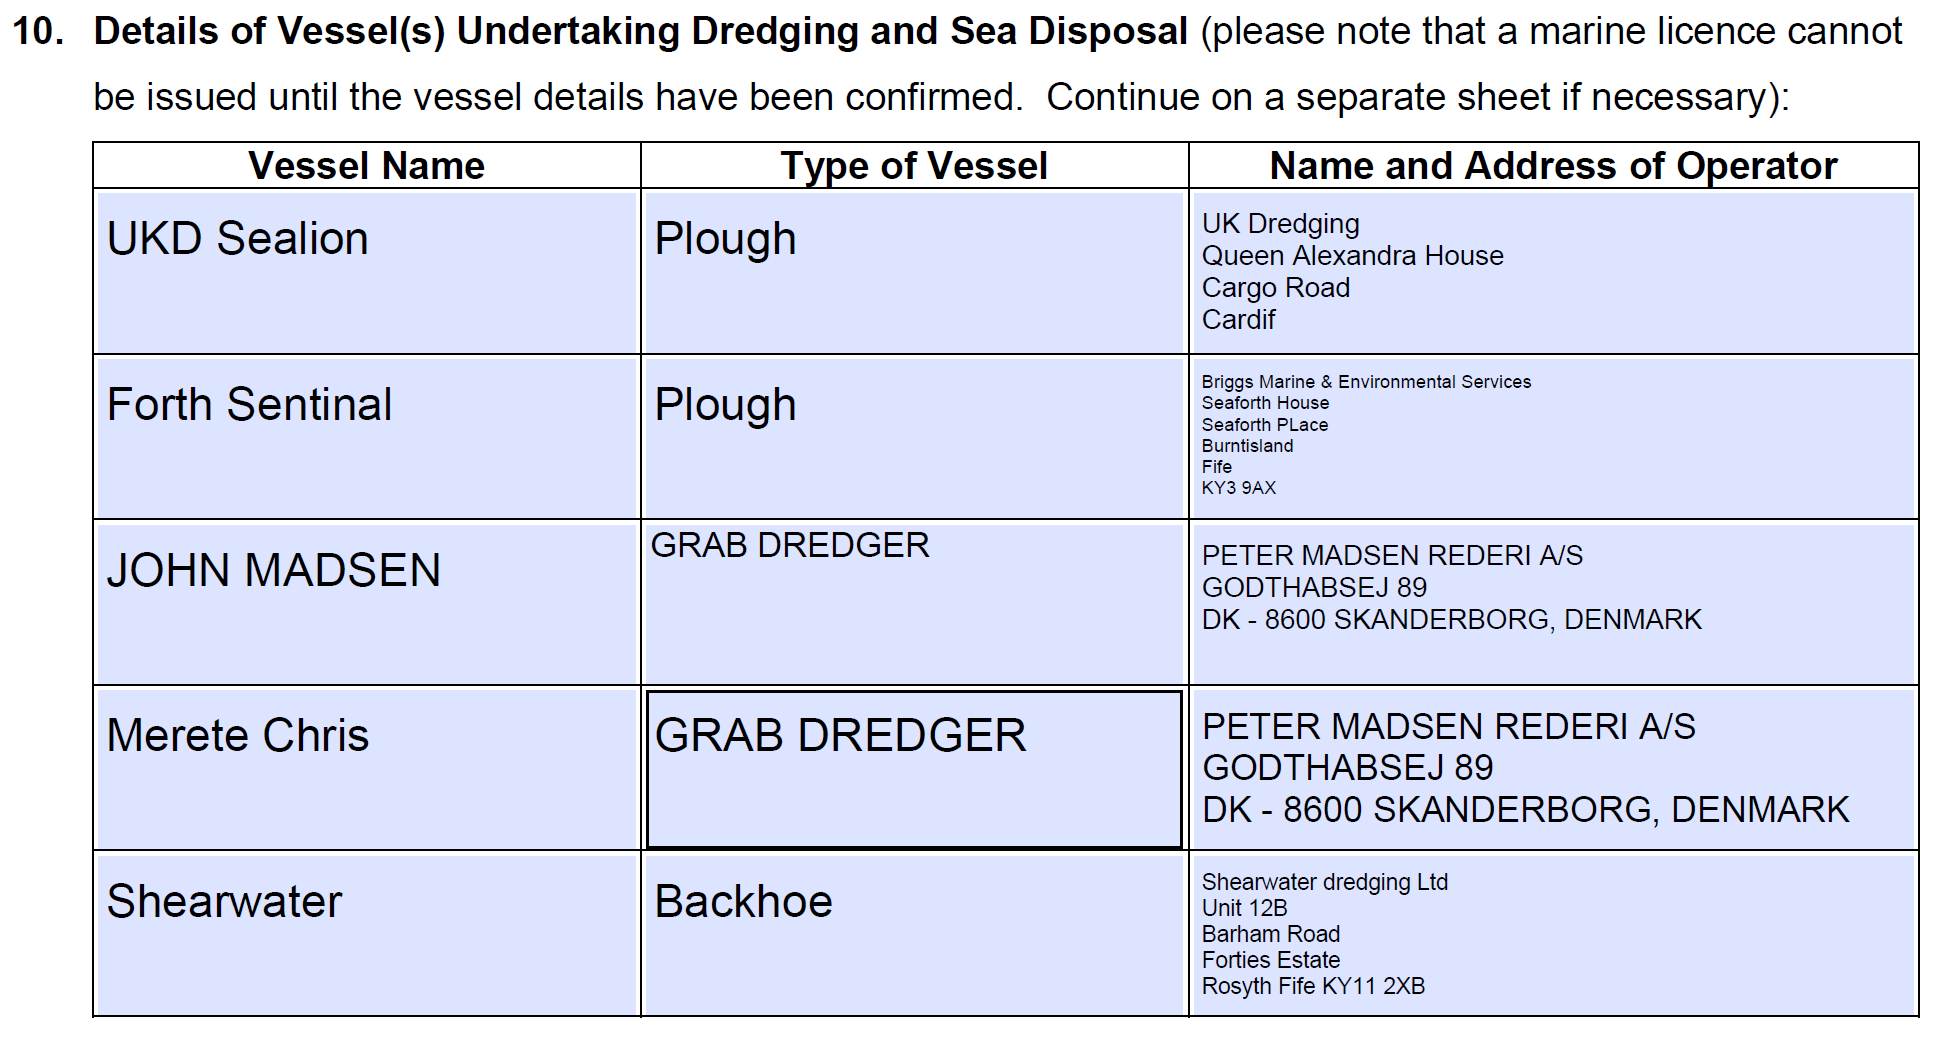 10. Details of Vessel(s) Undertaking Dredging and Sea Disposal (please note that a marine licence cannot
be issued until the vessel details have been confirmed.  Continue on a separate sheet if necessary):
Vessel Name Type of Vessel Name and Address of Operator
UKD Sealion
Plough
UK Dredging
Queen Alexandra House
Cargo Road
Cardif
Forth Sentinal
Plough
Briggs Marine & Environmental Services
Seaforth House
Seaforth PLace
Burntisland
Fife
KY3 9AX
JOHN MADSEN
GRAB DREDGER
PETER MADSEN REDERI A/S
GODTHABSEJ 89
DK - 8600 SKANDERBORG, DENMARK
Merete Chris
GRAB DREDGER
PETER MADSEN REDERI A/S
GODTHABSEJ 89
DK - 8600 SKANDERBORG, DENMARK
Shearwater
Backhoe
Shearwater dredging Ltd
Unit 12B
Barham Road
Forties Estate
Rosyth Fife KY11 2XB